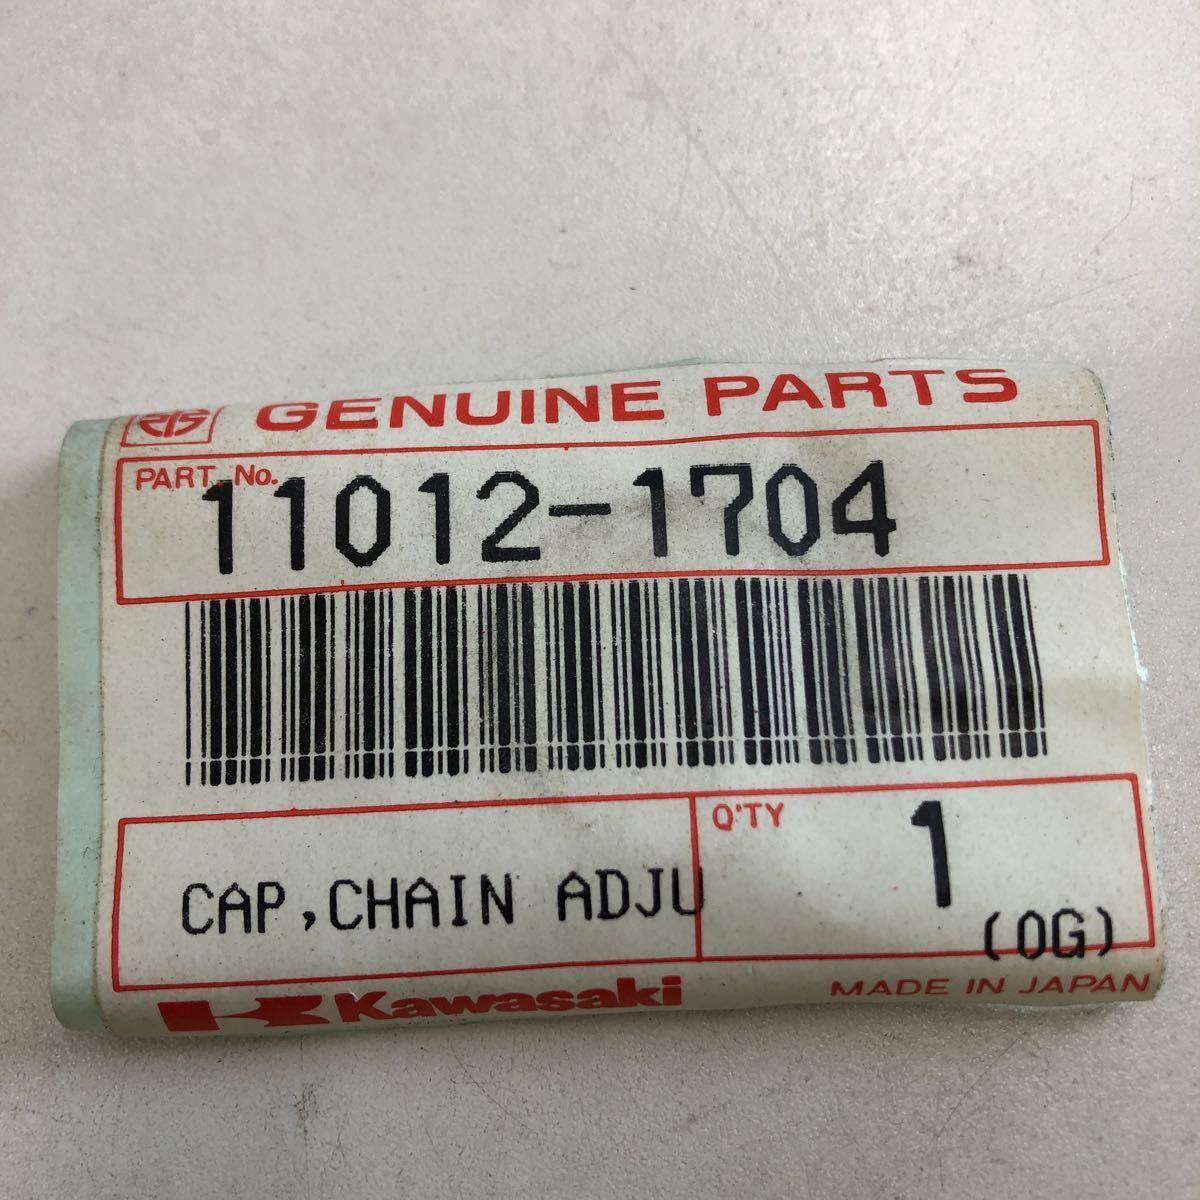 GENUINE PARTS
PART No.
11012-1704
Q'TY
1
CAP,CHAIN ADJU
(OG)
Kawasaki
MADE IN JAPAN